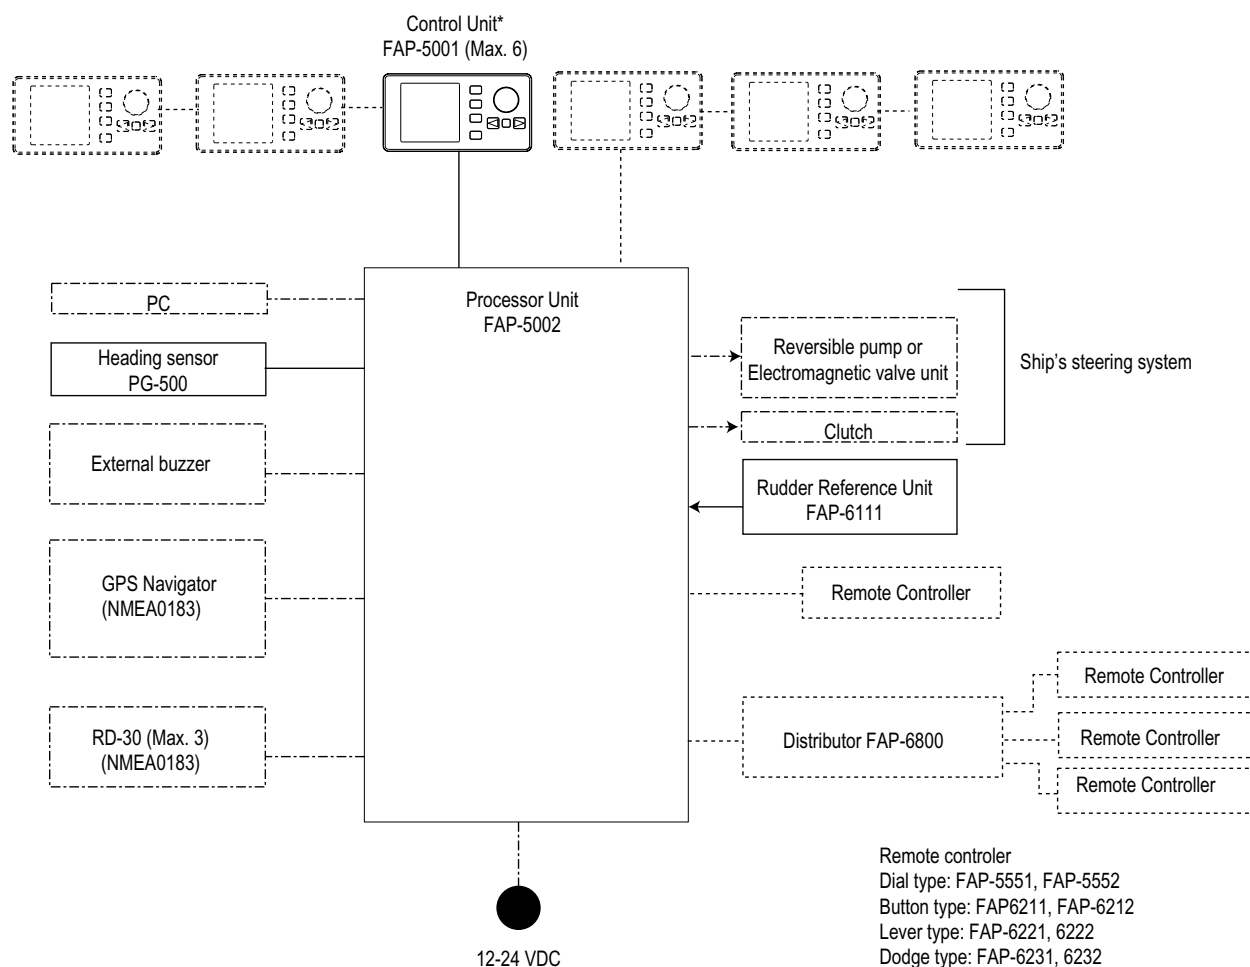 Control Unit*
FAP-5001 (Max. 6)
Processor Unit
FAP-5002
PC
Heading sensor
PG-500
External buzzer
GPS Navigator
(NMEA0183)
RD-30 (Max. 3)
(NMEA0183)
Reversible pump or
Electromagnetic valve unit
Clutch
Ship's steering system
Rudder Reference Unit
FAP-6111
Remote Controller
Distributor FAP-6800
Remote Controller
Remote Controller
Remote Controller
12-24 VDC
Remote controler
Dial type: FAP-5551, FAP-5552
Button type: FAP6211, FAP-6212
Lever type: FAP-6221, 6222
Dodge type: FAP-6231, 6232